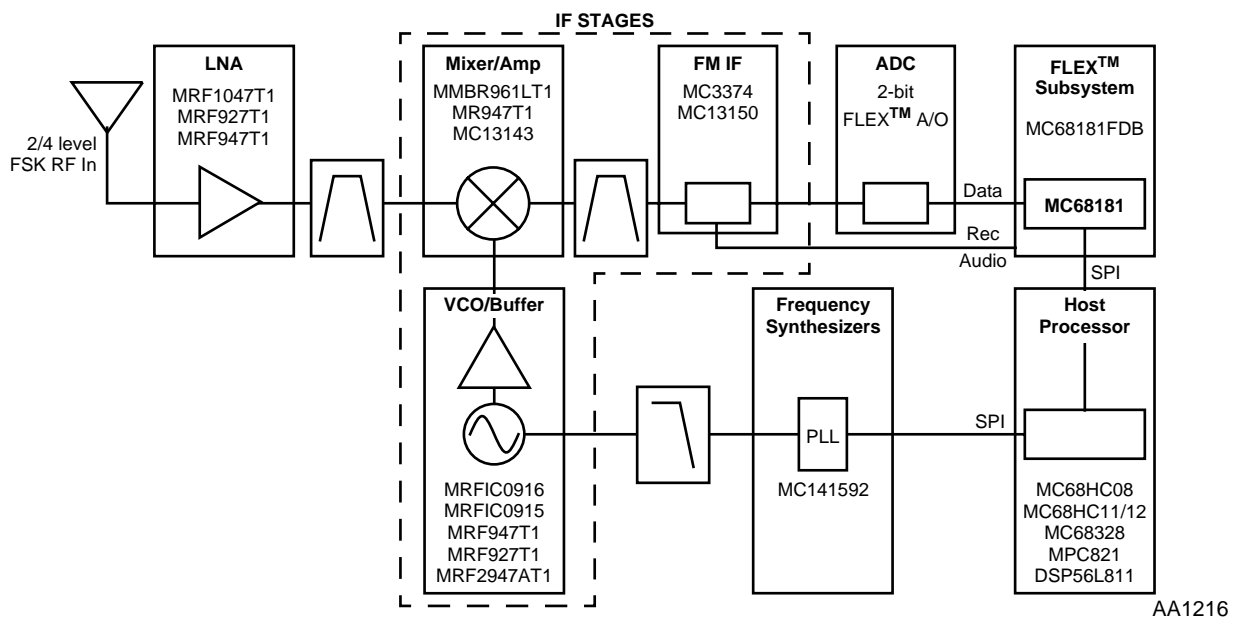 IF STAGES
LNA
MRF1047T1
MRF927T1
MRF947T1
2/4 level
FSK RF In
Mixer/Amp
MMBR961LT1
MR947T1
MC13143
FM IF
MC3374
MC13150
ADC
2-bit
FLEX™ A/O
FLEX™
Subsystem
MC68181FDB
Data
MC68181
Rec
Audio
SPI
VCO/Buffer
MRFIC0916
MRFIC0915
MRF947T1
MRF927T1
MRF2947AT1
Frequency
Synthesizers
PLL
MC141592
SPI
Host
Processor
MC68HC08
MC68HC11/12
MC68328
MPC821
DSP56L811
AA1216